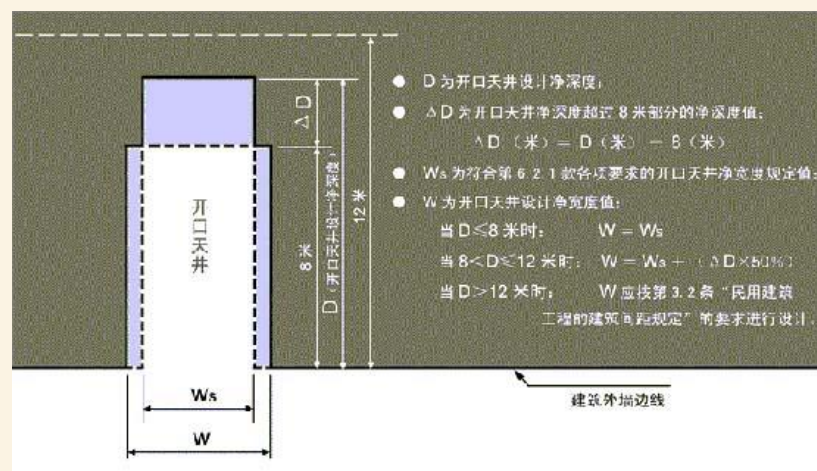 ● D为开口天井设计净深度;
● ΔD为开口天井净深度超过8米部分的净深度值;
ΔD (米) = D (米) - 8 (米)
● Ws为符合第6.2.1款各项要求的开口天井净宽度规定值;
● W为开口天井设计净宽度值;
当D≤8米时: W = Ws
当8<D≤12米时: W = Ws + (ΔD×50%)
当D>12米时: W应按第3.2条“民用建筑
工程的建筑间距规定”的要求进行设计.
开口天井
ΔD
8米
D(开口天井设计净深度)
12米
Ws
W
建筑外墙边线